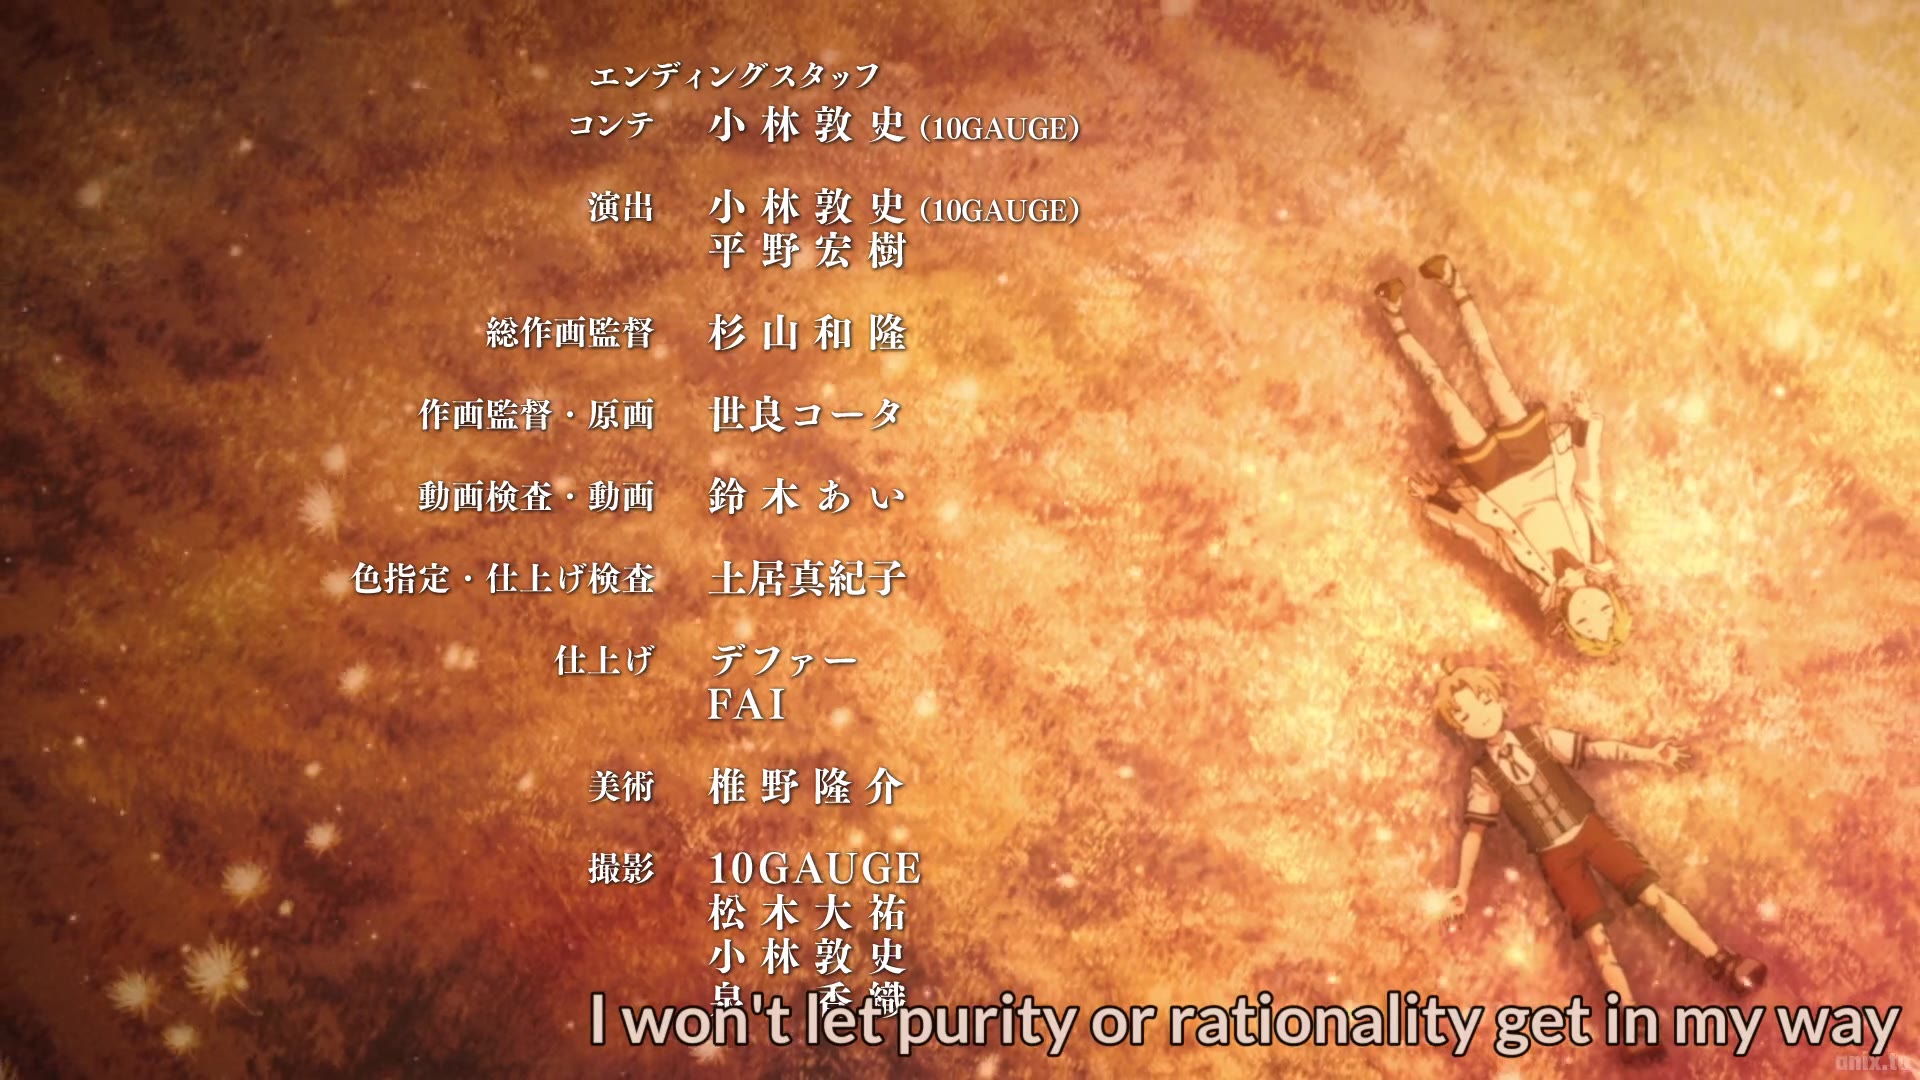 エンディングスタッフ
コンテ 小林敦史(10GAUGE)
演出 小林敦史(10GAUGE)
平野宏樹
総作画監督 杉山和隆
作画監督・原画 世良コータ
動画検査・動画 鈴木あい
色指定・仕上げ検査 土居真紀子
仕上げ デファー
FAI
美術 椎野隆介
撮影 10GAUGE
松木大祐
小林敦史
泉 香織
I won't let purity or rationality get in my way
anix.to